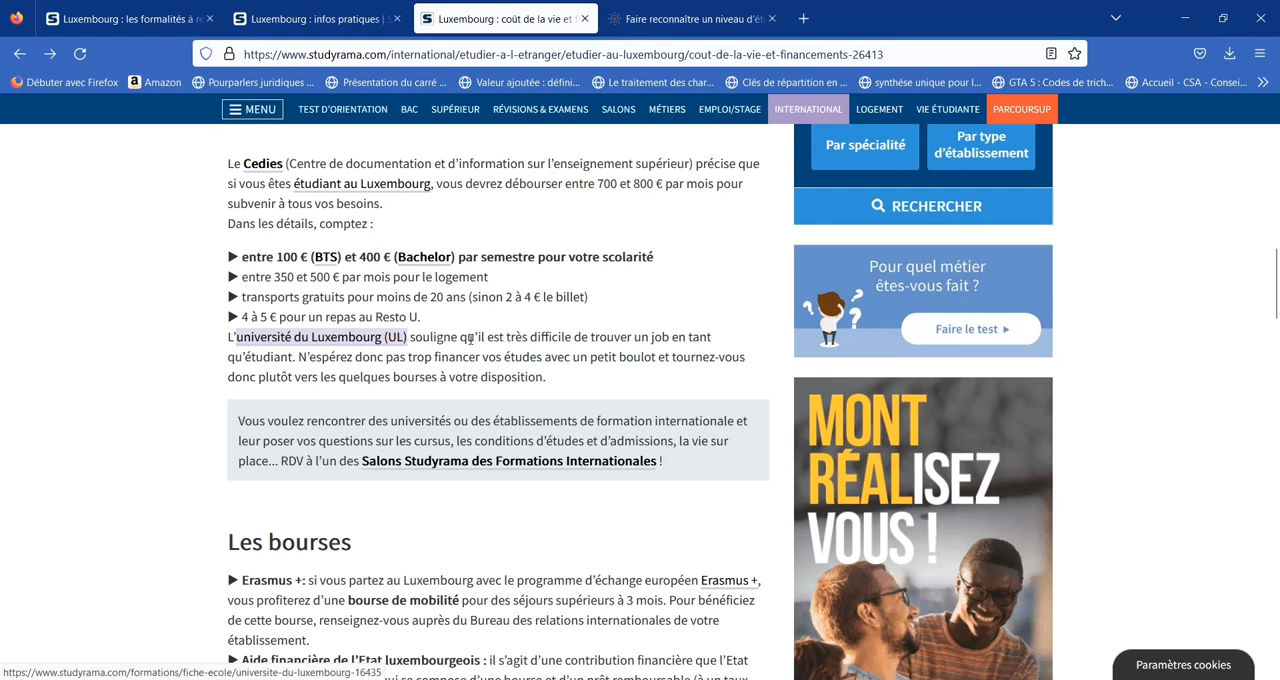 Luxembourg : les formalités à re
Luxembourg : infos pratiques | S
Luxembourg : coût de la vie et f
Faire reconnaître un niveau d'ét
https://www.studyrama.com/international/etudier-a-l-etranger/etudier-au-luxembourg/cout-de-la-vie-et-financements-26413
Débuter avec Firefox
Amazon
Pourparlers juridiques ...
Présentation du carré ...
Valeur ajoutée : défini...
Le traitement des char...
Clés de répartition en ...
synthèse unique pour l...
GTA 5 : Codes de trich...
Accueil - CSA - Consei...
MENU
TEST D'ORIENTATION
BAC
SUPÉRIEUR
RÉVISIONS & EXAMENS
SALONS
MÉTIERS
EMPLOI/STAGE
INTERNATIONAL
LOGEMENT
VIE ÉTUDIANTE
PARCOURSUP
Le Cedies (Centre de documentation et d'information sur l'enseignement supérieur) précise que
si vous êtes étudiant au Luxembourg, vous devrez débourser entre 700 et 800 € par mois pour
subvenir à tous vos besoins.
Dans les détails, comptez :
▶ entre 100 € (BTS) et 400 € (Bachelor) par semestre pour votre scolarité
▶ entre 350 et 500 € par mois pour le logement
▶ transports gratuits pour moins de 20 ans (sinon 2 à 4 € le billet)
▶ 4 à 5 € pour un repas au Resto U.
L'université du Luxembourg (UL) souligne qu'il est très difficile de trouver un job en tant
qu'étudiant. N'espérez donc pas trop financer vos études avec un petit boulot et tournez-vous
donc plutôt vers les quelques bourses à votre disposition.
Vous voulez rencontrer des universités ou des établissements de formation internationale et
leur poser vos questions sur les cursus, les conditions d'études et d'admissions, la vie sur
place... RDV à l'un des Salons Studyrama des Formations Internationales !
Les bourses
▶ Erasmus +: si vous partez au Luxembourg avec le programme d'échange européen Erasmus +,
vous profiterez d'une bourse de mobilité pour des séjours supérieurs à 3 mois. Pour bénéficiez
de cette bourse, renseignez-vous auprès du Bureau des relations internationales de votre
établissement.
▶ Aide financière de l'Etat luxembourgeois : il s'agit d'une contribution financière que l'Etat
se compose d'une bourse et d'un prêt remboursable (à un taux
https://www.studyrama.com/formations/fiche-ecole/universite-du-luxembourg-16435
Par spécialité
Par type
d'établissement
RECHERCHER
Pour quel métier
êtes-vous fait ?
Faire le test ▶
MONT
RÉALISEZ
VOUS !
Paramètres cookies